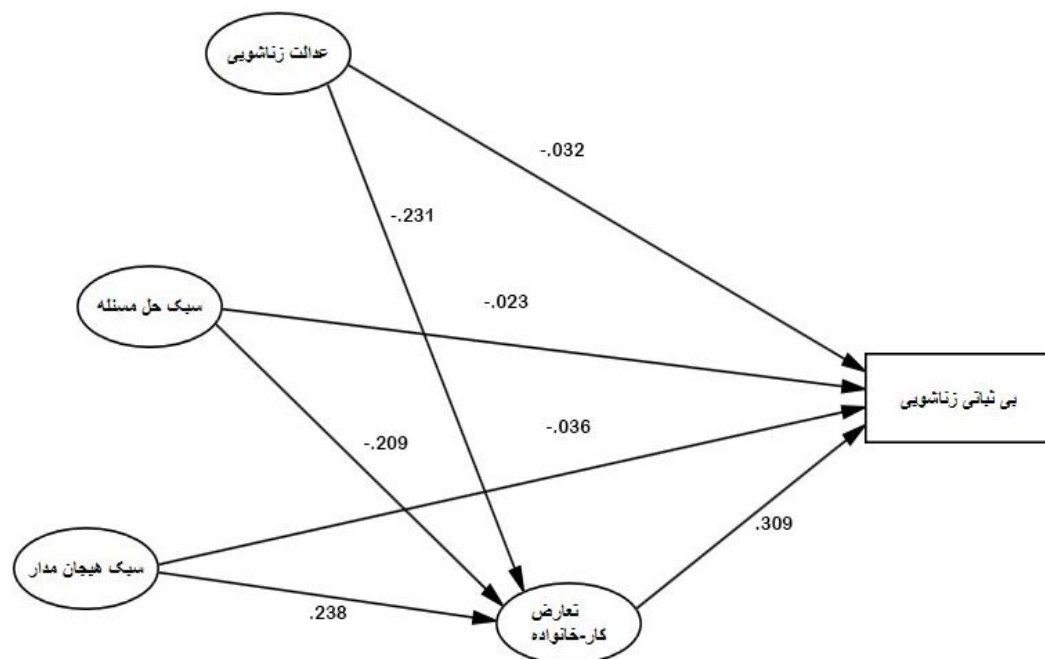 عدالت زناشویی
-.032
-.231
سبک حل مسئله
-.023
بی ثباتی زناشویی
-.209
-.036
.309
سبک هیجان مدار
.238
تعارض
کار-خانواده